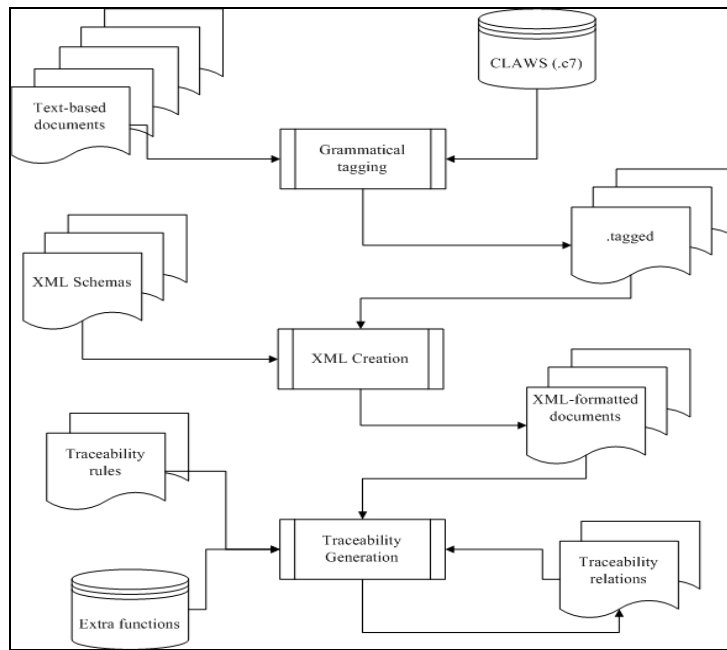 CLAWS (.c7)
Text-based
documents
Grammatical
tagging
.tagged
XML Schemas
XML Creation
XML-formatted
documents
Traceability
rules
Traceability
Generation
Traceability
relations
Extra functions